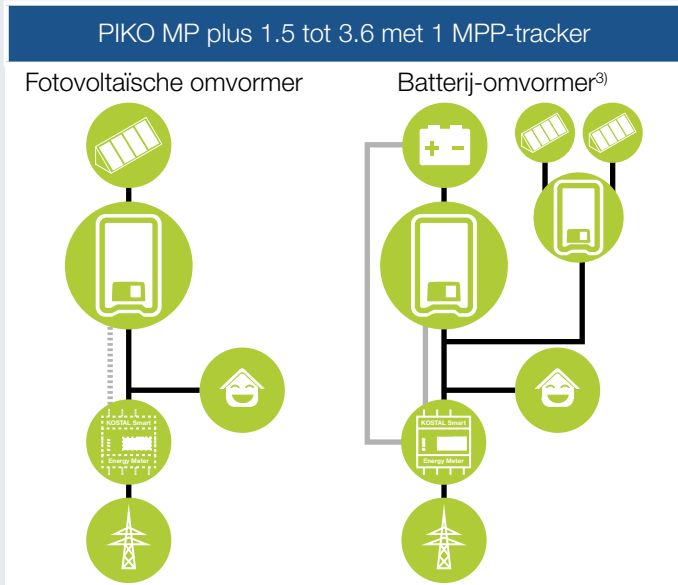 PIKO MP plus 1.5 tot 3.6 met 1 MPP-tracker
Fotovoltaïsche omvormer
Batterij-omvormer³⁾
KOSTAL Smart
Energy Meter
KOSTAL Smart
Energy Meter